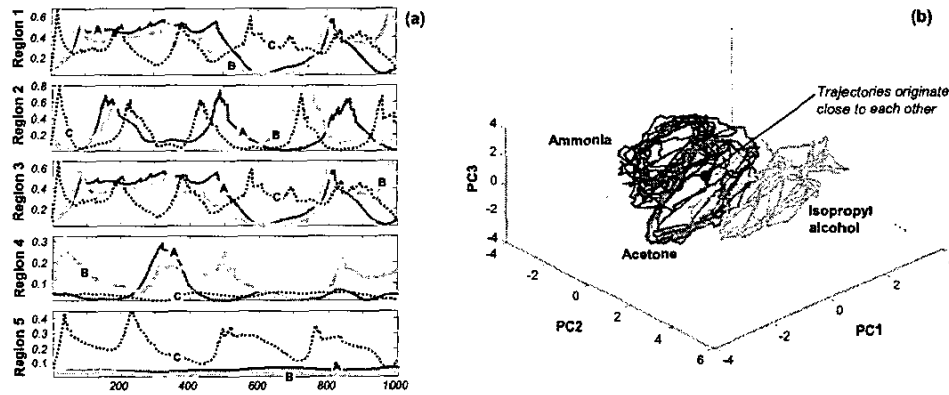 (a)
Region 1
0.6
0.4
0.2
A
B
C
Region 2
0.8
0.6
0.4
0.2
C
A
B
Region 3
0.6
0.4
0.2
A
C
B
Region 4
0.3
0.2
0.1
B
A
C
Region 5
0.4
0.3
0.2
0.1
C
B
A
200
400
600
800
1000
(b)
Trajectories originate
close to each other
Ammonia
Acetone
Isopropyl
alcohol
PC3
4
2
0
-2
-4
-4
-2
0
2
4
6
PC2
-4
-2
0
2
PC1